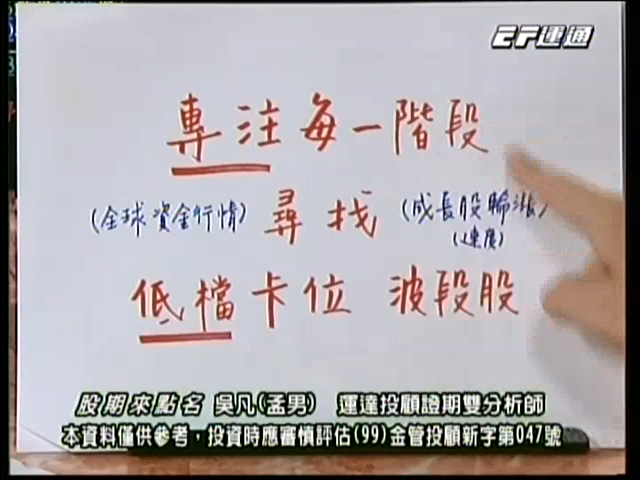 運通
專注每一階段
(全球資金行情) 尋找 (成長股輪漲)
(速度)
低檔卡位 波段股
股期來點名 吳凡(孟男) 運達投顧證期雙分析師
本資料僅供參考,投資時應審慎評估(99)金管投顧新字第047號